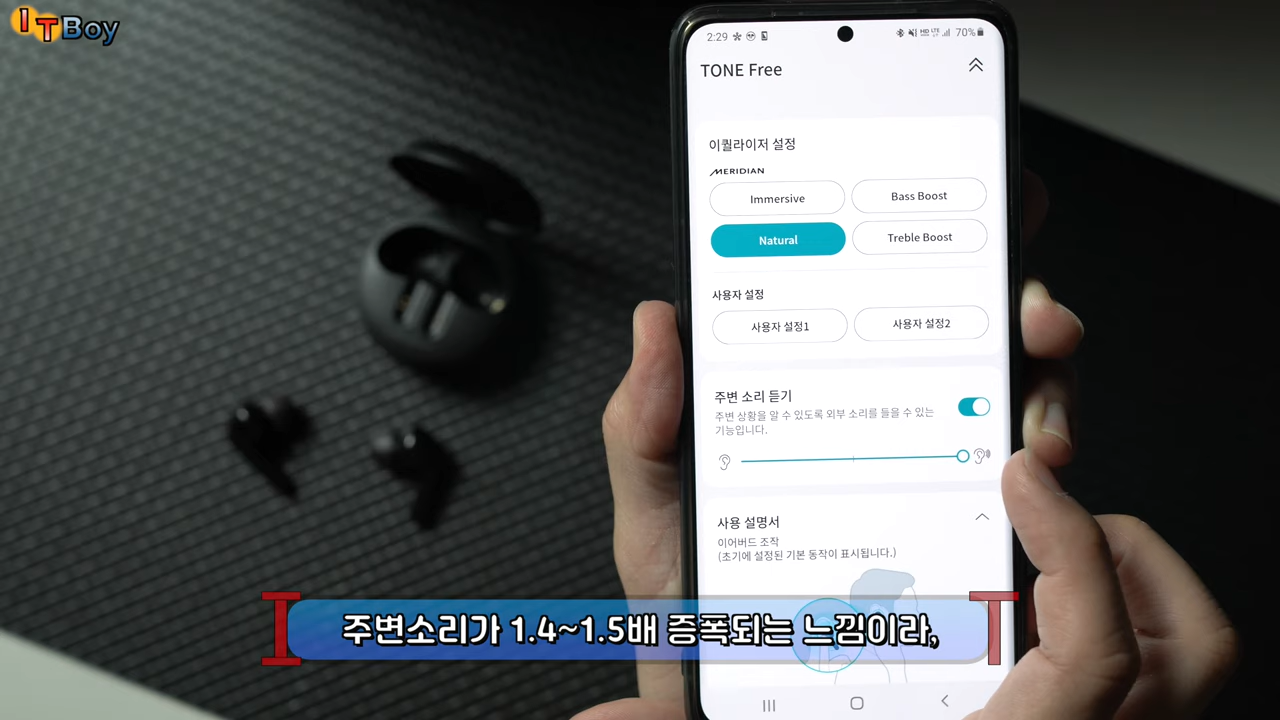 ITBoy
2:29 70%
TONE Free
이퀄라이저 설정
MERIDIAN
Immersive
Bass Boost
Natural
Treble Boost
사용자 설정
사용자 설정1
사용자 설정2
주변 소리 듣기
주변 상황을 알 수 있도록 외부 소리를 들을 수 있는
기능입니다.
사용 설명서
이어버드 조작
(초기에 설정된 기본 동작이 표시됩니다.)
주변소리가 1.4~1.5배 증폭되는 느낌이라,